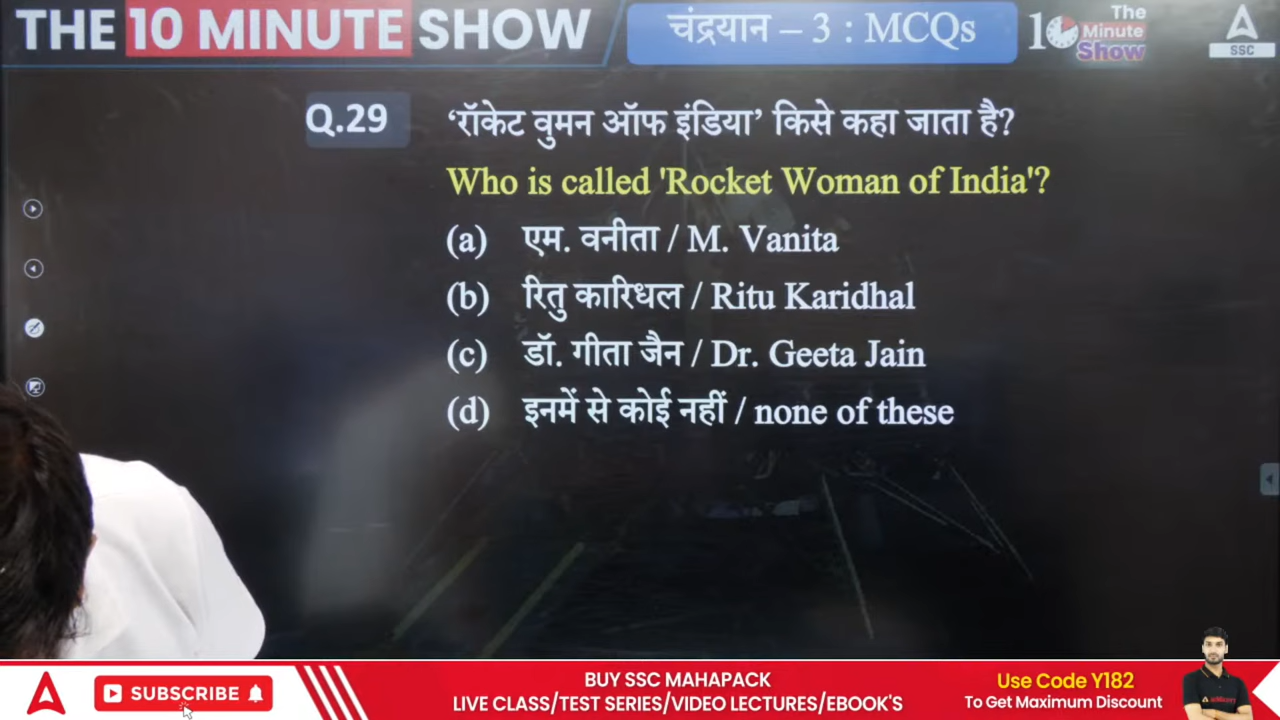 THE 10 MINUTE SHOW
चंद्रयान – 3 : MCQs
The
10 Minute
Show
SSC
Q.29
‘रॉकेट वुमन ऑफ इंडिया’ किसे कहा जाता है?
Who is called 'Rocket Woman of India'?
(a) एम. वनीता / M. Vanita
(b) रितु कारिधल / Ritu Karidhal
(c) डॉ. गीता जैन / Dr. Geeta Jain
(d) इनमें से कोई नहीं / none of these
SUBSCRIBE
BUY SSC MAHAPACK
LIVE CLASS/TEST SERIES/VIDEO LECTURES/EBOOK'S
Use Code Y182
To Get Maximum Discount